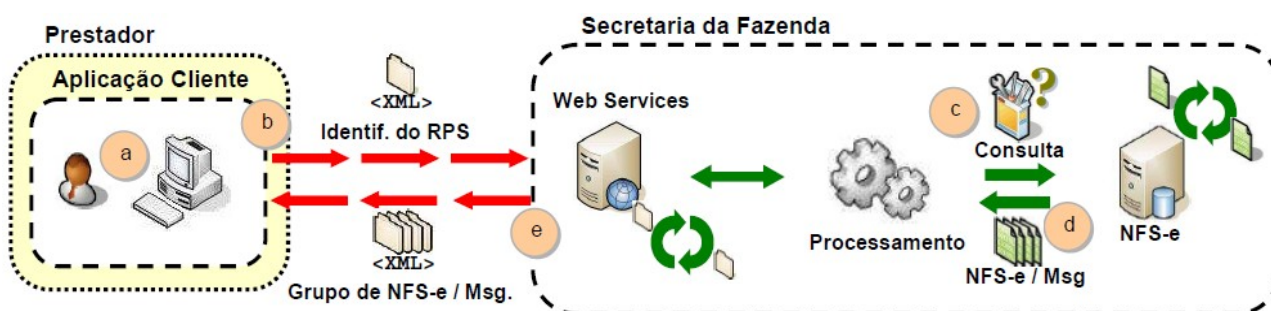 Prestador
Aplicação Cliente
a
b
<XML>
Identif. do RPS
<XML>
Grupo de NFS-e / Msg.
Secretaria da Fazenda
Web Services
e
Processamento
c
Consulta
d
NFS-e / Msg
NFS-e